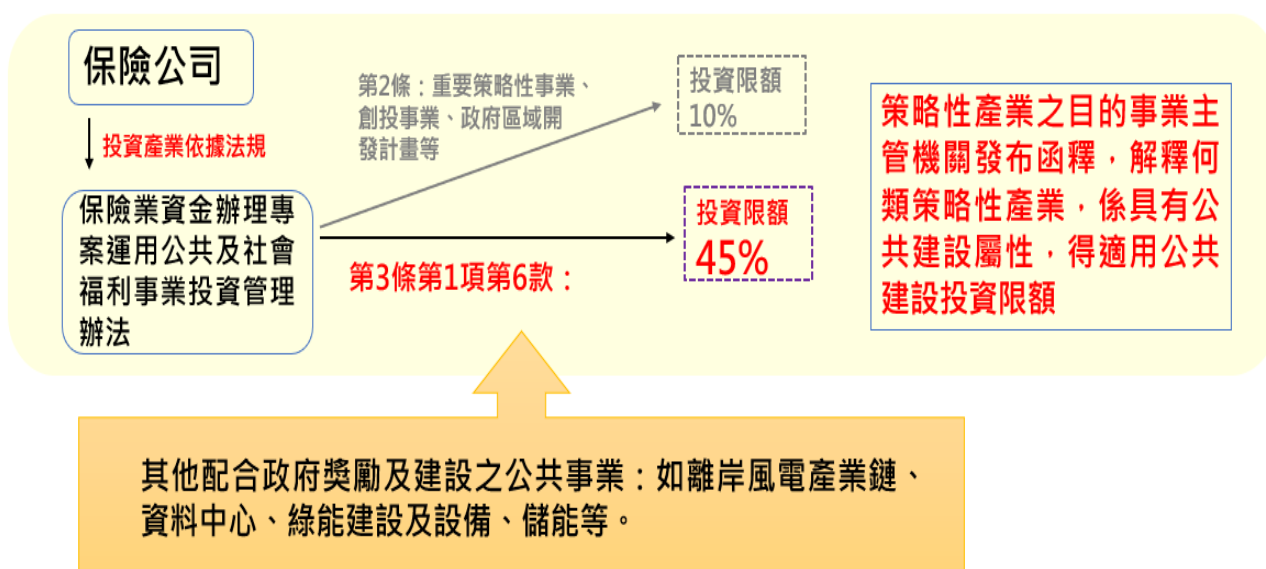 保險公司
投資產業依據法規
保險業資金辦理專
案運用公共及社會
福利事業投資管理
辦法
第2條：重要策略性事業、
創投事業、政府區域開
發計畫等
投資限額
10%
第3條第1項第6款：
投資限額
45%
策略性產業之目的事業主
管機關發布函釋，解釋何
類策略性產業，係具有公
共建設屬性，得適用公共
建設投資限額
其他配合政府獎勵及建設之公共事業：如離岸風電產業鏈、
資料中心、綠能建設及設備、儲能等。